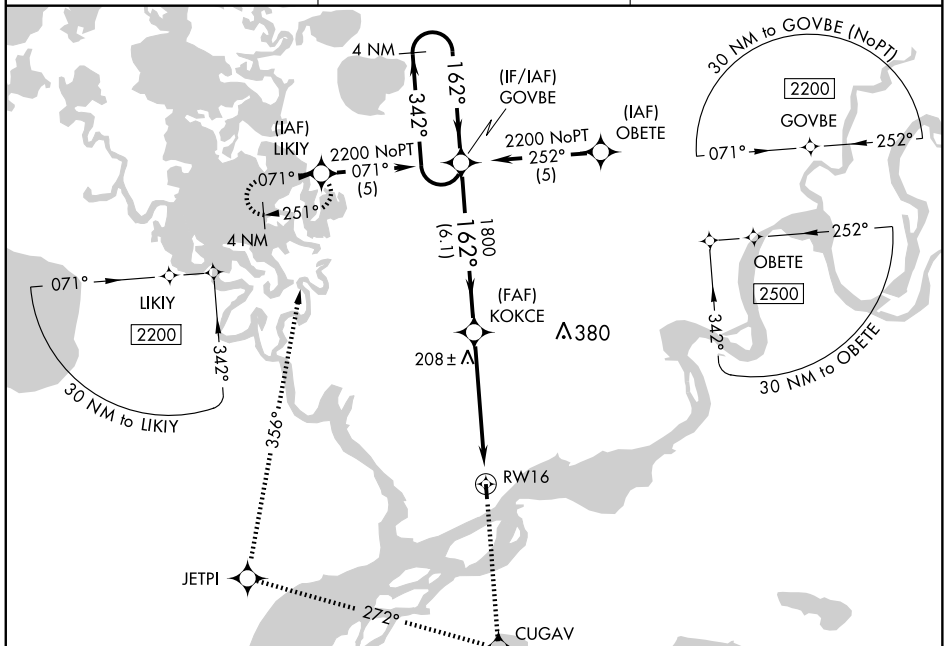 30 NM to GOVBE (NoPT)
2200
GOVBE
071°
252°
4 NM
342°
162°
(IF/IAF)
GOVBE
(IAF)
OBETE
2200 NoPT
252°
(5)
(IAF)
LIKIY
2200 NoPT
071°
071°
(5)
251°
4 NM
1800
162°
(6.1)
071°
LIKIY
2200
342°
30 NM to LIKIY
252°
OBETE
2500
342°
30 NM to OBETE
(FAF)
KOKCE
380
208±
356°
RW16
JETPI
272°
CUGAV